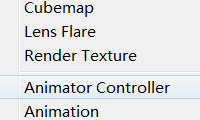 Cubemap
Lens Flare
Render Texture
Animator Controller
Animation